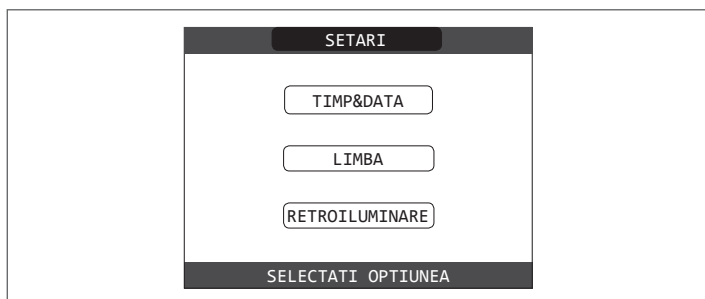 SETARI
TIMP&DATA
LIMBA
RETROILUMINARE
SELECTATI OPTIUNEA